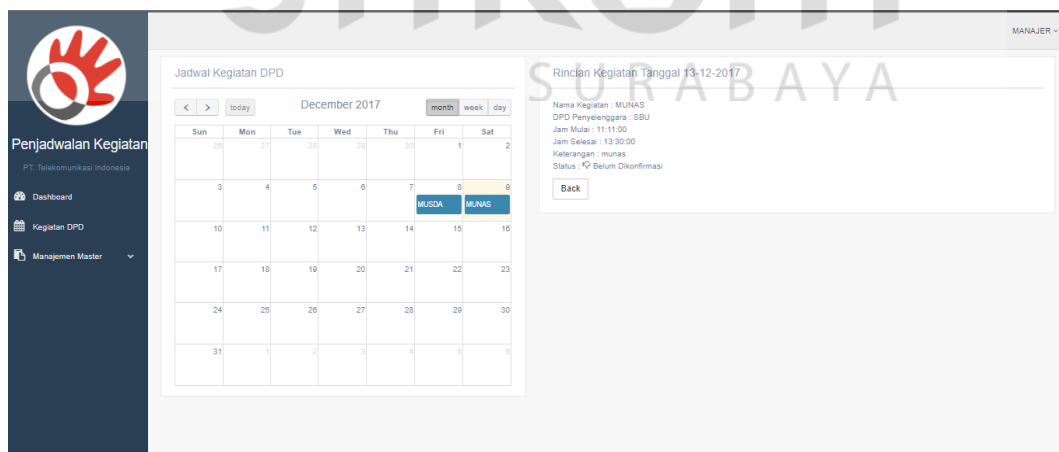 MANAJER
Penjadwalan Kegiatan
PT. Telekomunikasi Indonesia
Dashboard
Kegiatan DPD
Manajemen Master
Jadwal Kegiatan DPD
< > today December 2017 month week day
Sun Mon Tue Wed Thu Fri Sat
26 27 28 29 30 1 2
3 4 5 6 7 8 9
MUSDA MUNAS
10 11 12 13 14 15 16
17 18 19 20 21 22 23
24 25 26 27 28 29 30
31 1 2 3 4 5 6
Rincian Kegiatan Tanggal 13-12-2017
Nama Kegiatan : MUNAS
DPD Penyelenggara : SBU
Jam Mulai : 11:11:00
Jam Selesai : 13:30:00
Keterangan : munas
Status : Belum Dikonfirmasi
Back
SURABAYA